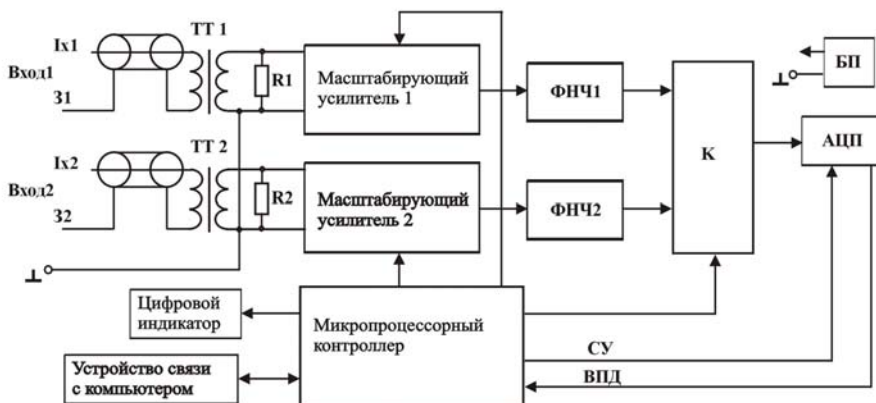 ТТ 1
Ix1
Вход1
З1
R1
Масштабирующий
усилитель 1
ФНЧ1
К
БП
АЦП
ТТ 2
Ix2
Вход2
З2
R2
Масштабирующий
усилитель 2
ФНЧ2
Цифровой
индикатор
Микропроцессорный
контроллер
Устройство связи
с компьютером
СУ
ВПД